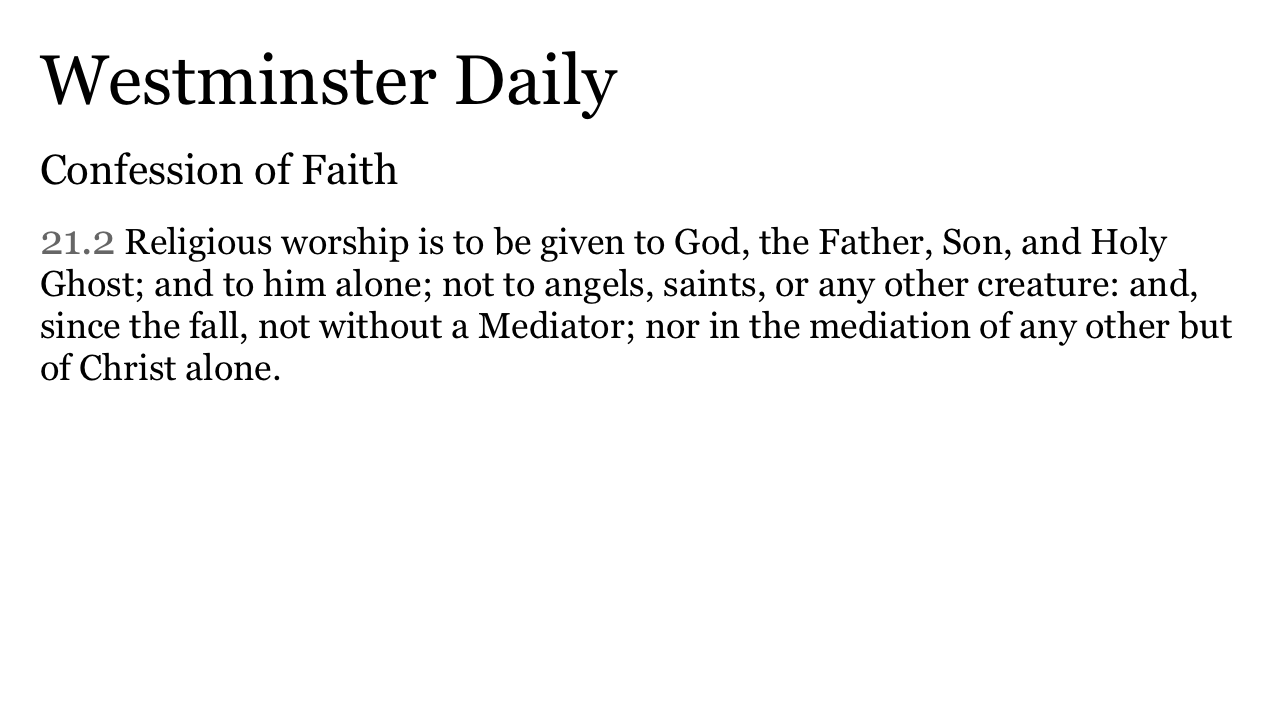 Westminster Daily
Confession of Faith
21.2 Religious worship is to be given to God, the Father, Son, and Holy
Ghost; and to him alone; not to angels, saints, or any other creature: and,
since the fall, not without a Mediator; nor in the mediation of any other but
of Christ alone.